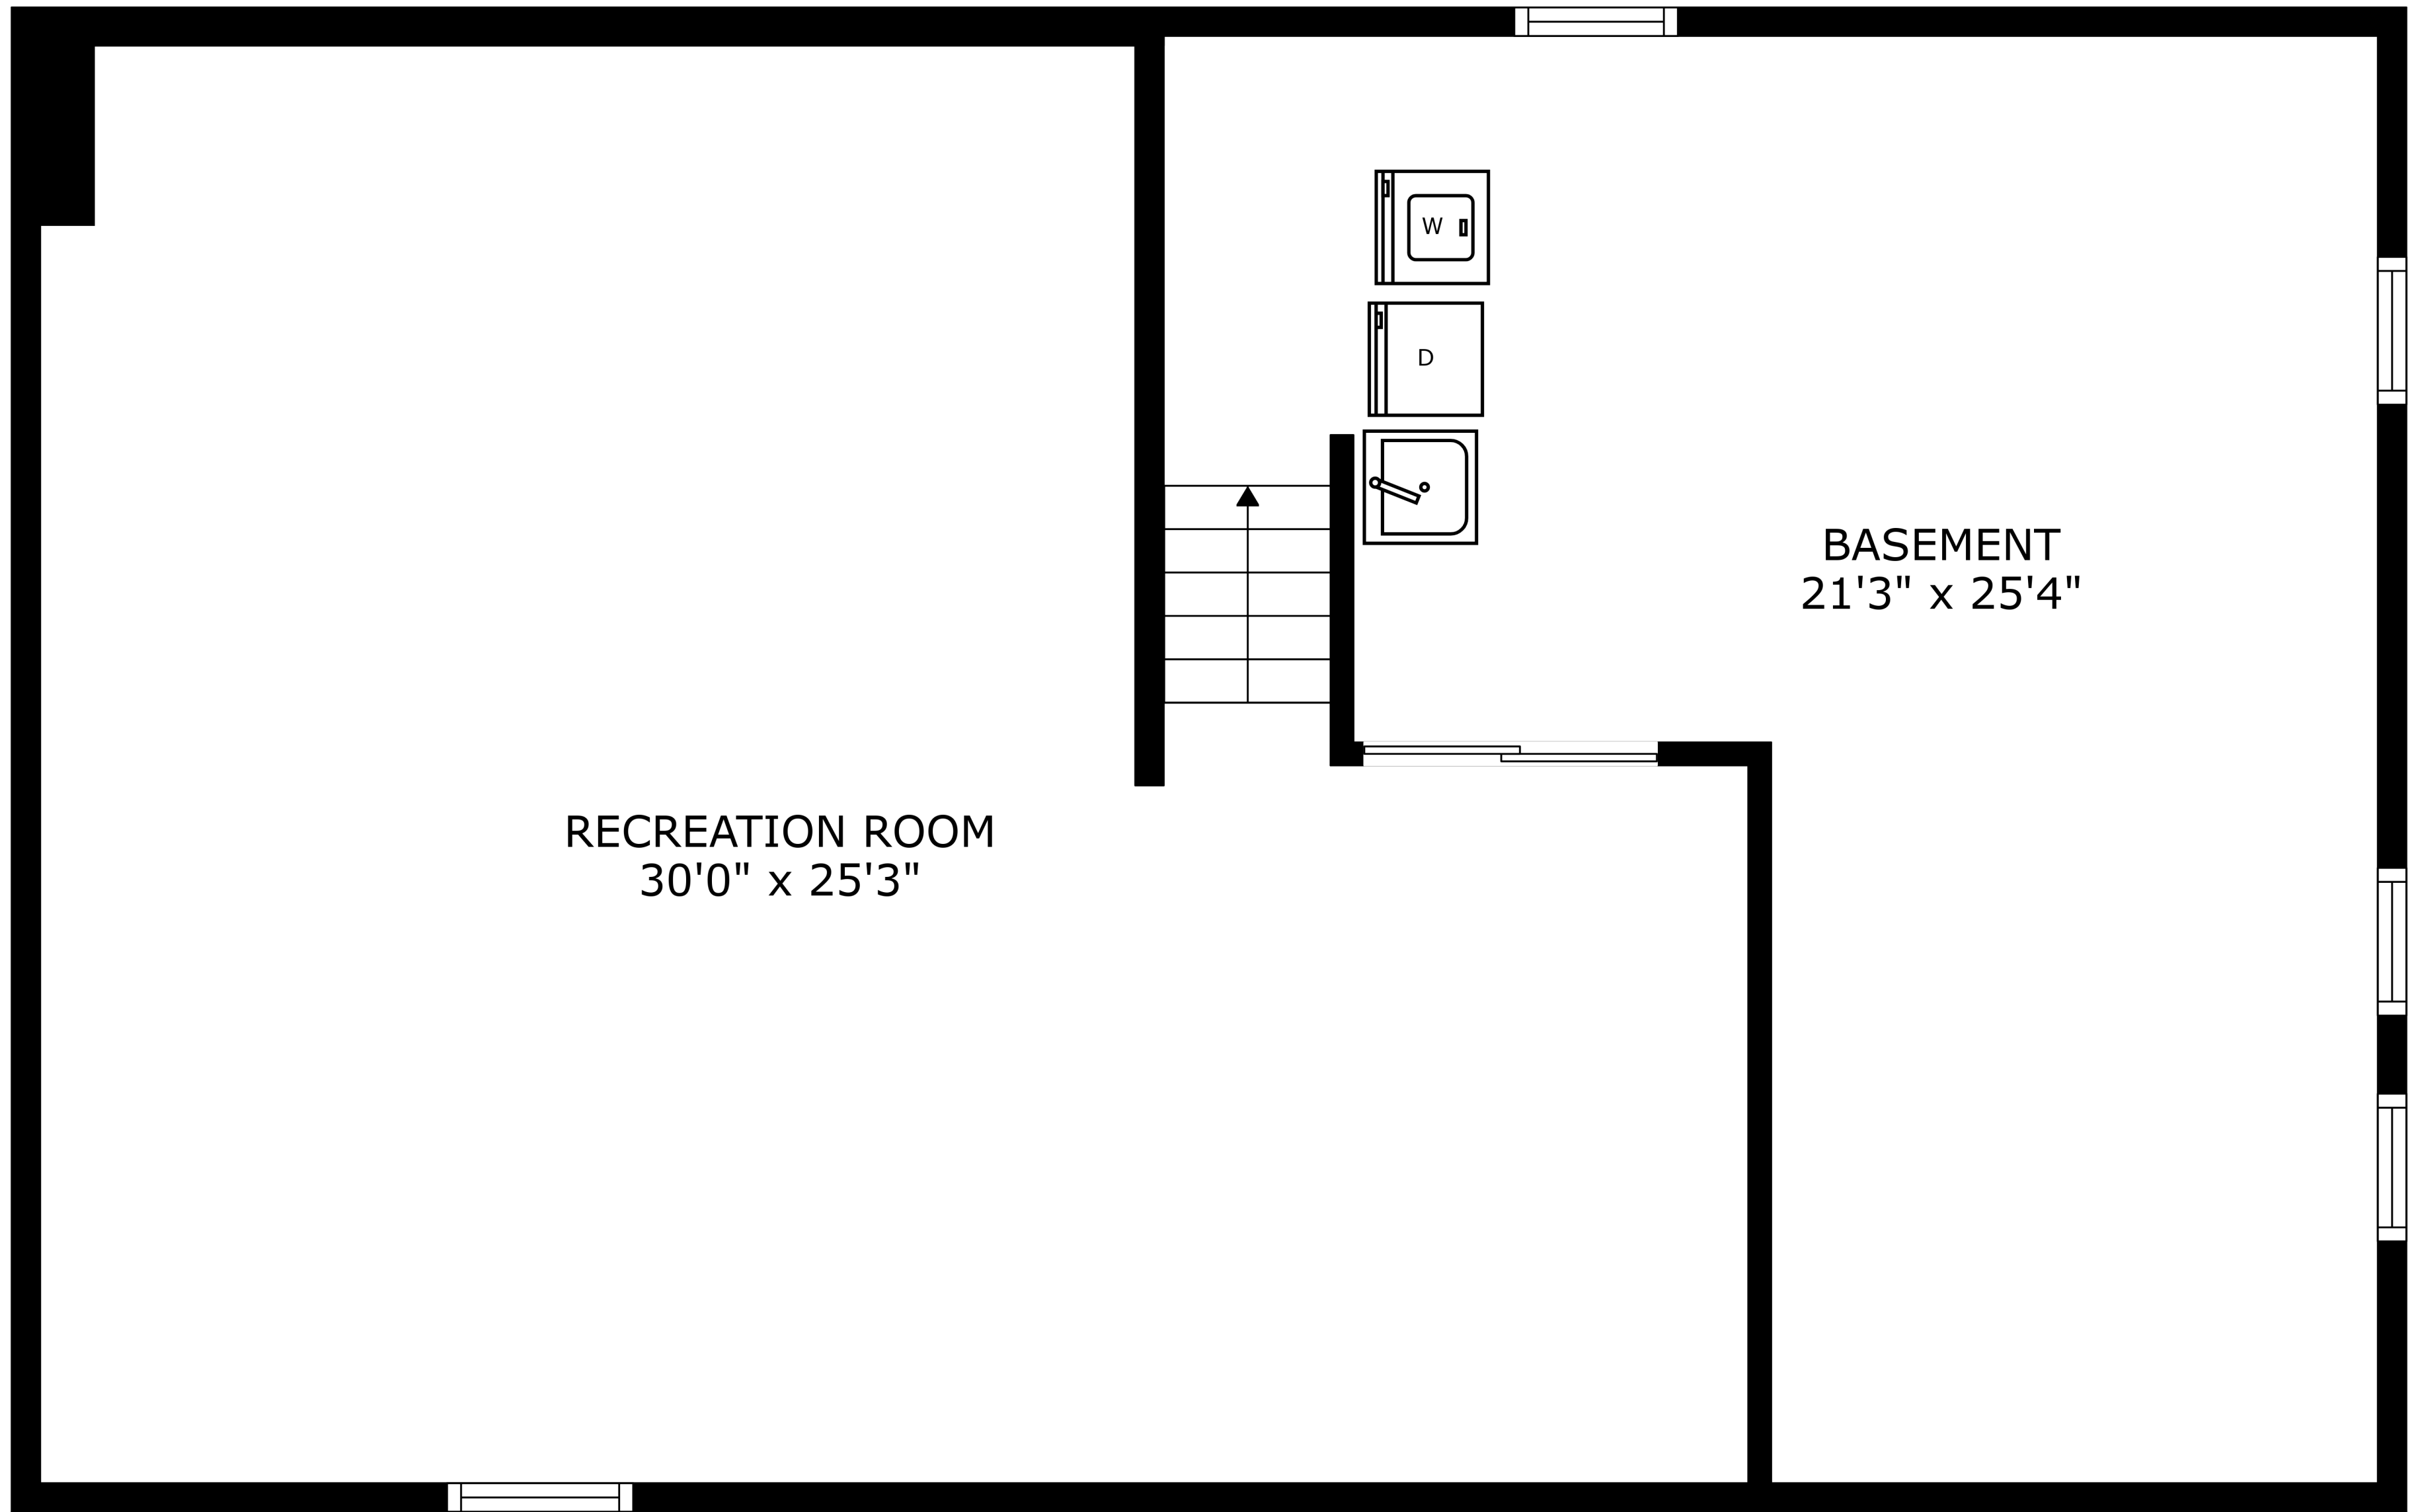 W
D
BASEMENT
21'3" x 25'4"
RECREATION ROOM
30'0" x 25'3"